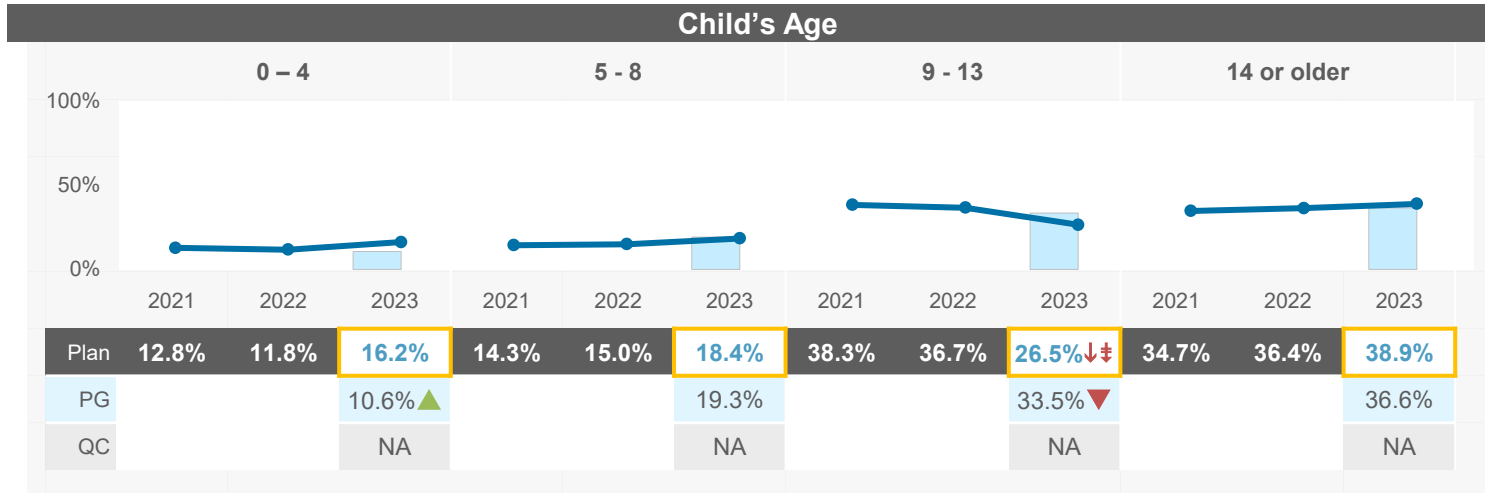 Child’s Age
0 – 4 5 - 8 9 - 13 14 or older
100%
50%
0%
2021 2022 2023 2021 2022 2023 2021 2022 2023 2021 2022 2023
Plan 12.8% 11.8% 16.2% 14.3% 15.0% 18.4% 38.3% 36.7% 26.5%↓‡ 34.7% 36.4% 38.9%
PG 10.6%▲ 19.3% 33.5%▼ 36.6%
QC NA NA NA NA